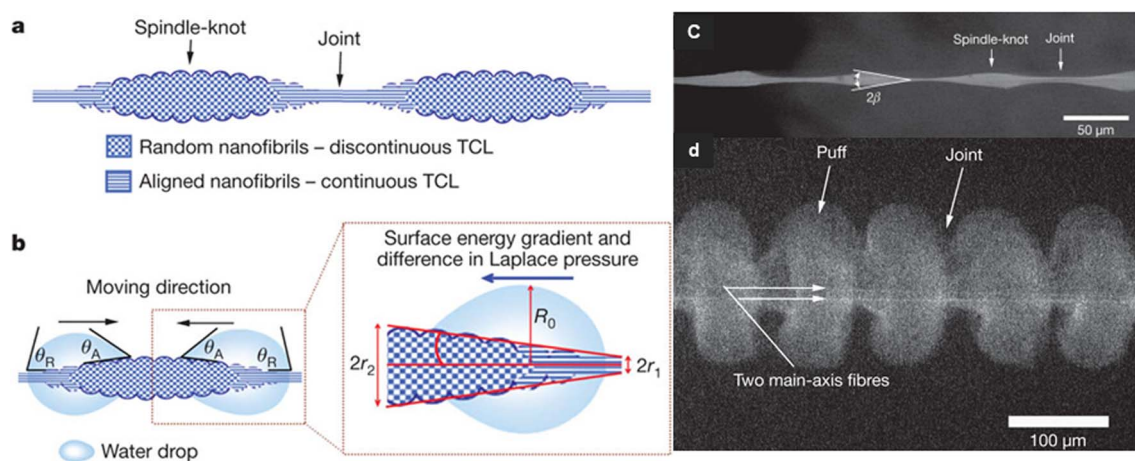 a
Spindle-knot
Joint
Random nanofibrils – discontinuous TCL
Aligned nanofibrils – continuous TCL
b
Moving direction
θR
θA
θA
θR
Water drop
Surface energy gradient and
difference in Laplace pressure
R0
2r2
2r1
C
Spindle-knot
Joint
2β
50 µm
d
Puff
Joint
Two main-axis fibres
100 µm